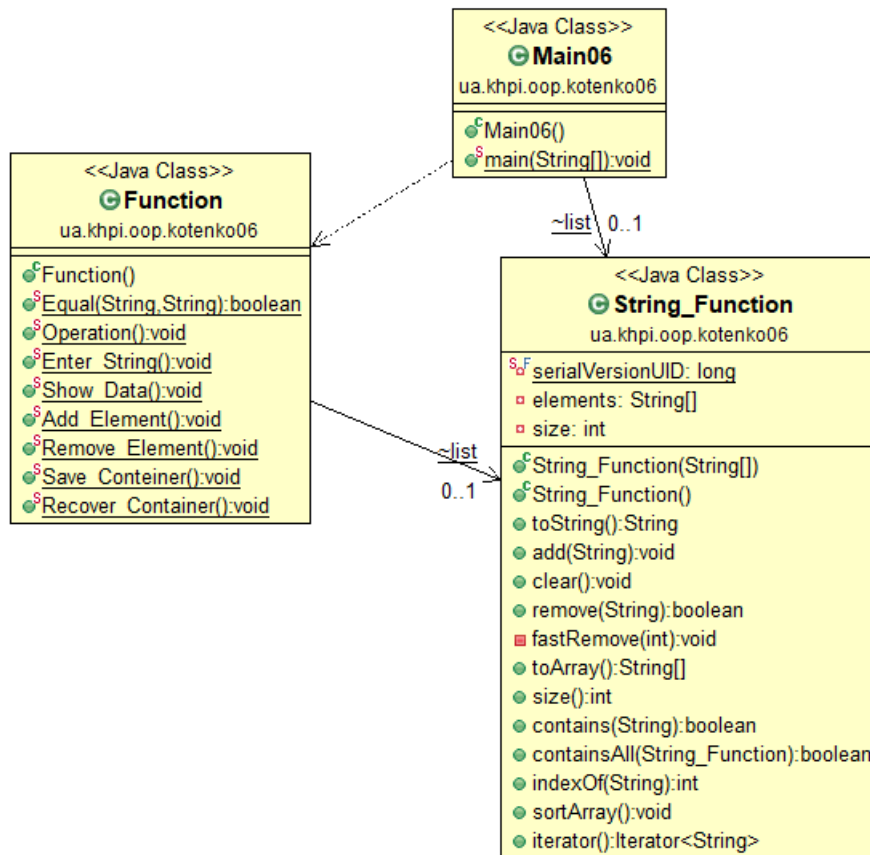 <<Java Class>>
Main06
ua.khpi.oop.kotenko06
Main06()
main(String[]):void
<<Java Class>>
Function
ua.khpi.oop.kotenko06
Function()
Equal(String,String):boolean
Operation():void
Enter_String():void
Show_Data():void
Add_Element():void
Remove_Element():void
Save_Conteiner():void
Recover_Container():void
~list 0..1
~list
0..1
<<Java Class>>
String_Function
ua.khpi.oop.kotenko06
serialVersionUID: long
elements: String[]
size: int
String_Function(String[])
String_Function()
toString():String
add(String):void
clear():void
remove(String):boolean
fastRemove(int):void
toArray():String[]
size():int
contains(String):boolean
containsAll(String_Function):boolean
indexOf(String):int
sortArray():void
iterator():Iterator<String>